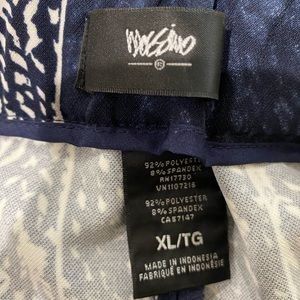 mossimo
92% POLYESTER
8% SPANDEX
RN17730
VN1107216
92% POLYESTER
8% SPANDEX
CA57147
XL/TG
MADE IN INDONESIA
FABRIQUÉ EN INDONÉSIE